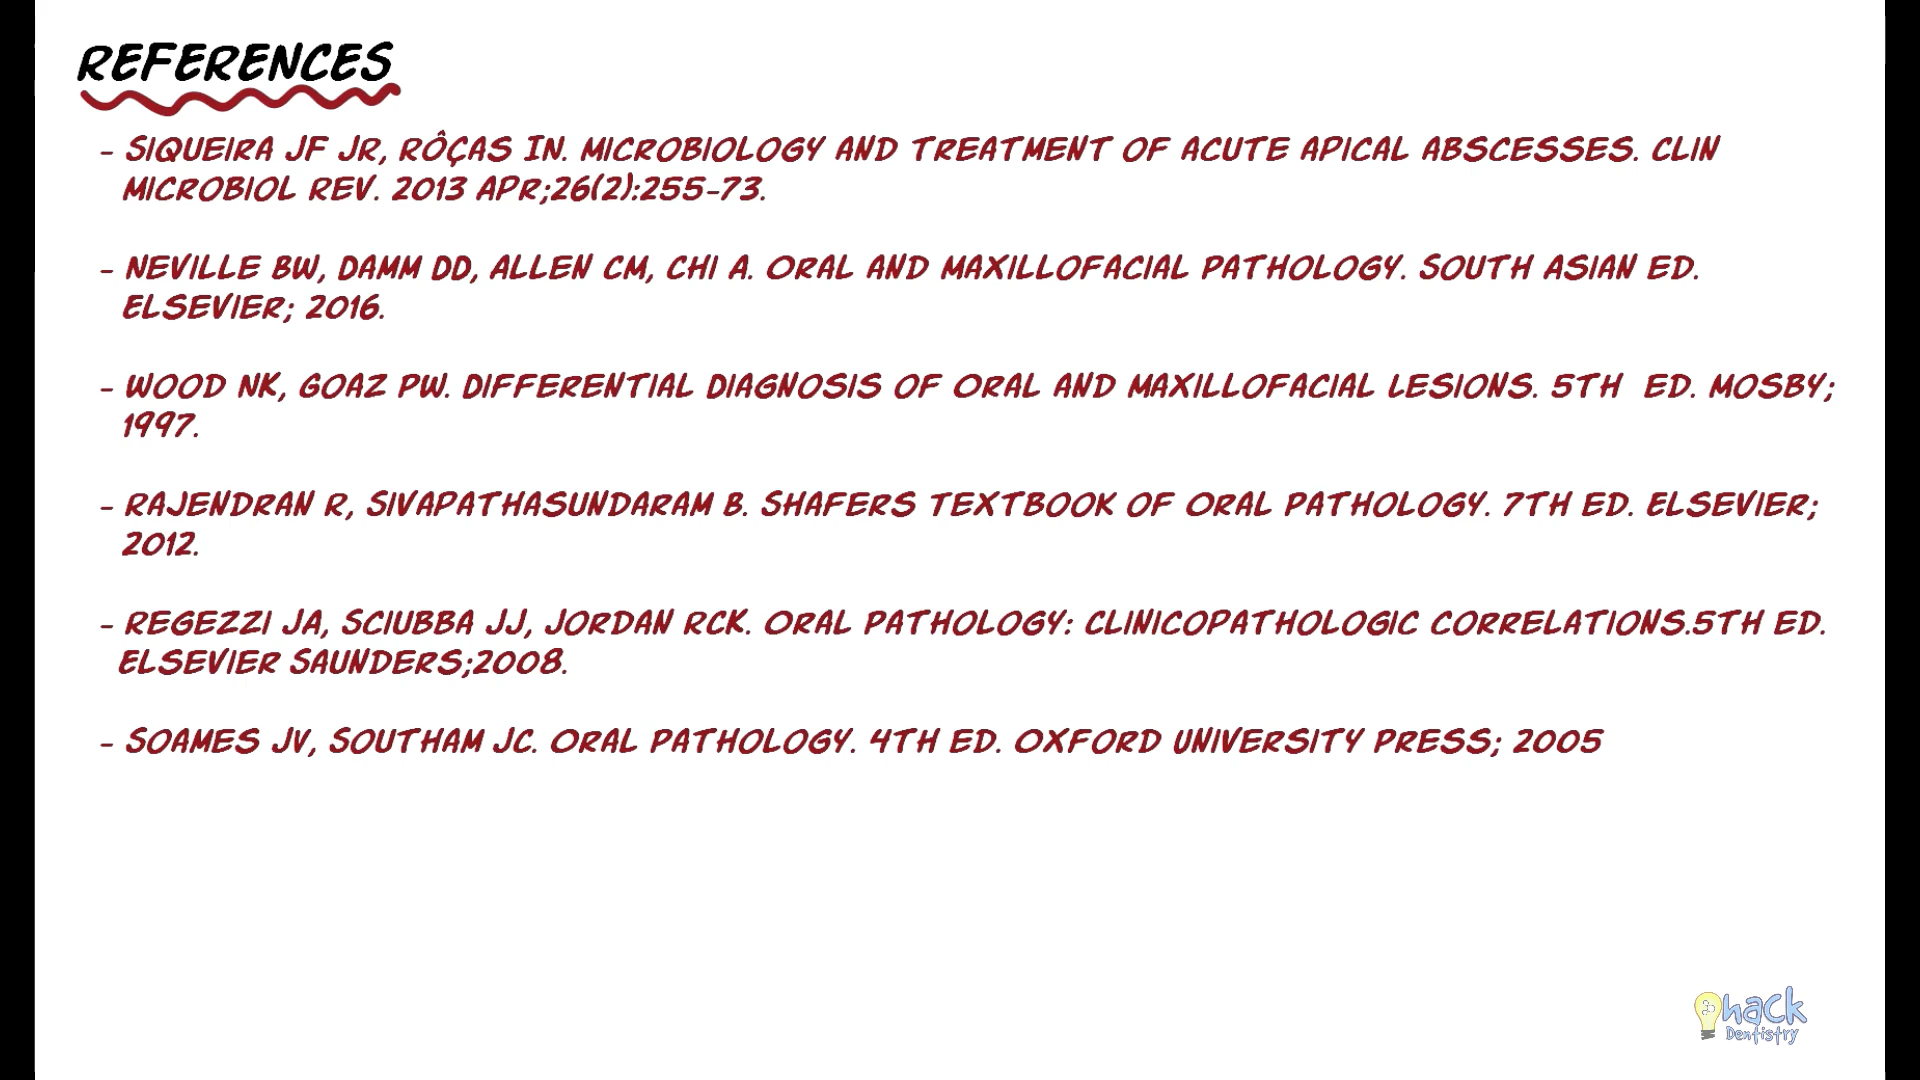 REFERENCES
- SIQUEIRA JF JR, RÔÇAS IN. MICROBIOLOGY AND TREATMENT OF ACUTE APICAL ABSCESSES. CLIN
MICROBIOL REV. 2013 APR;26(2):255-73.
- NEVILLE BW, DAMM DD, ALLEN CM, CHI A. ORAL AND MAXILLOFACIAL PATHOLOGY. SOUTH ASIAN ED.
ELSEVIER; 2016.
- WOOD NK, GOAZ PW. DIFFERENTIAL DIAGNOSIS OF ORAL AND MAXILLOFACIAL LESIONS. 5TH ED. MOSBY;
1997.
- RAJENDRAN R, SIVAPATHASUNDARAM B. SHAFERS TEXTBOOK OF ORAL PATHOLOGY. 7TH ED. ELSEVIER;
2012.
- REGEZZI JA, SCIUBBA JJ, JORDAN RCK. ORAL PATHOLOGY: CLINICOPATHOLOGIC CORRELATIONS.5TH ED.
ELSEVIER SAUNDERS;2008.
- SOAMES JV, SOUTHAM JC. ORAL PATHOLOGY. 4TH ED. OXFORD UNIVERSITY PRESS; 2005
hack
Dentistry